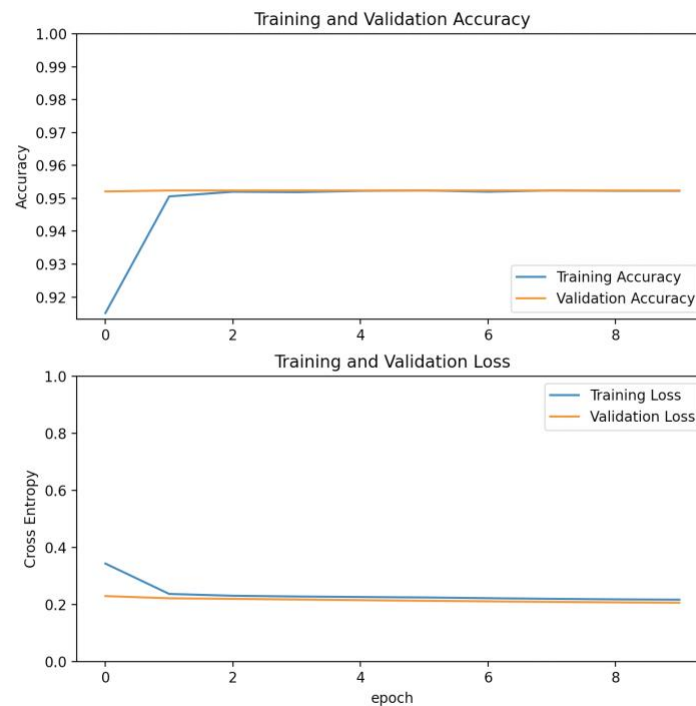 Training and Validation Accuracy
1.00
0.99
0.98
0.97
0.96
0.95
0.94
0.93
0.92
Accuracy
Training Accuracy
Validation Accuracy
0 2 4 6 8
Training and Validation Loss
1.0
0.8
0.6
0.4
0.2
0.0
Cross Entropy
Training Loss
Validation Loss
0 2 4 6 8
epoch